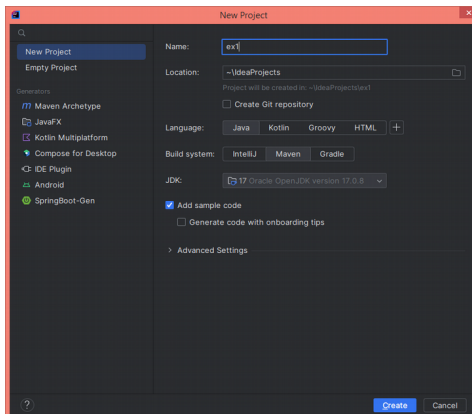 New Project
New Project
Empty Project
Generators
Maven Archetype
JavaFX
Kotlin Multiplatform
Compose for Desktop
IDE Plugin
Android
SpringBoot-Gen
Name: ex1
Location: ~\IdeaProjects
Project will be created in: ~\IdeaProjects\ex1
Create Git repository
Language: Java Kotlin Groovy HTML +
Build system: IntelliJ Maven Gradle
JDK: 17 Oracle OpenJDK version 17.0.8
Add sample code
Generate code with onboarding tips
> Advanced Settings
? Create Cancel